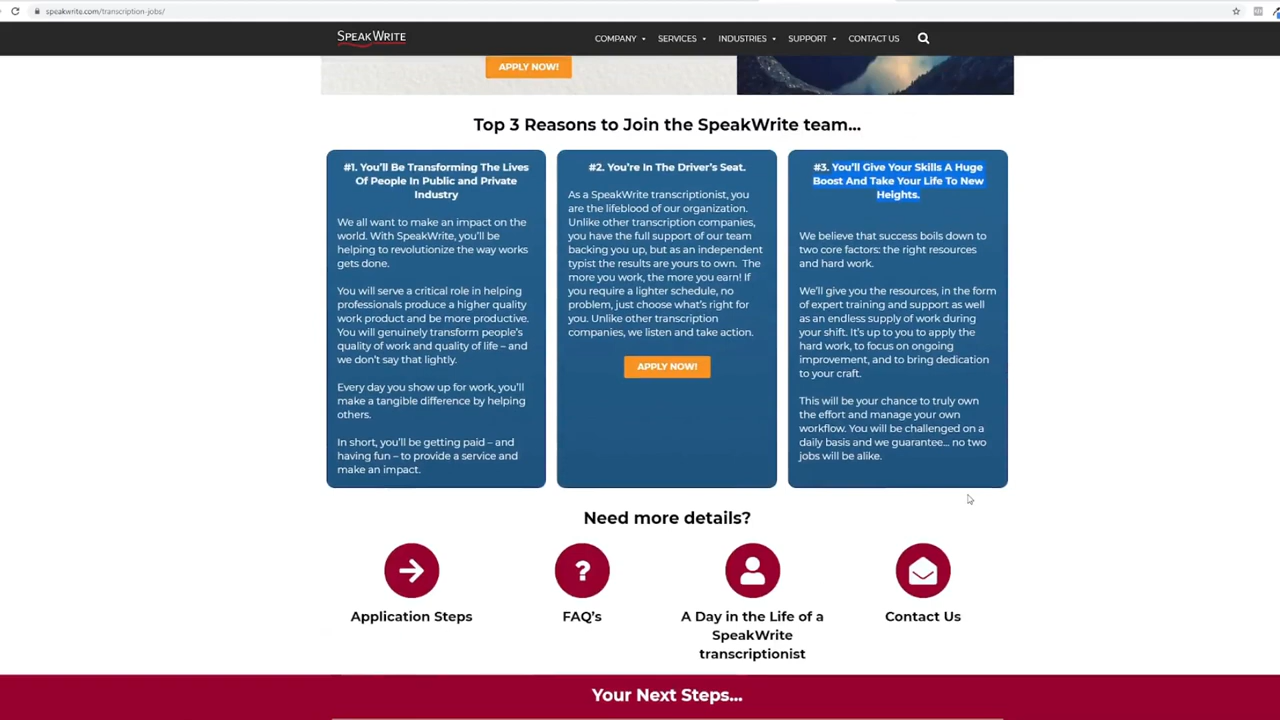 speakwrite.com/transcription-jobs/
SPEAKWRITE
COMPANY
SERVICES
INDUSTRIES
SUPPORT
CONTACT US
APPLY NOW!
Top 3 Reasons to Join the SpeakWrite team...
#1. You'll Be Transforming The Lives
Of People In Public and Private
Industry
We all want to make an impact on the
world. With SpeakWrite, you'll be
helping to revolutionize the way works
gets done.
You will serve a critical role in helping
professionals produce a higher quality
work product and be more productive.
You will genuinely transform people's
quality of work and quality of life – and
we don't say that lightly.
Every day you show up for work, you'll
make a tangible difference by helping
others.
In short, you'll be getting paid – and
having fun – to provide a service and
make an impact.
#2. You're In The Driver's Seat.
As a SpeakWrite transcriptionist, you
are the lifeblood of our organization.
Unlike other transcription companies,
you have the full support of our team
backing you up, but as an independent
typist the results are yours to own. The
more you work, the more you earn! If
you require a lighter schedule, no
problem, just choose what's right for
you. Unlike other transcription
companies, we listen and take action.
APPLY NOW!
#3. You'll Give Your Skills A Huge
Boost And Take Your Life To New
Heights.
We believe that success boils down to
two core factors: the right resources
and hard work.
We'll give you the resources, in the form
of expert training and support as well
as an endless supply of work during
your shift. It's up to you to apply the
hard work, to focus on ongoing
improvement, and to bring dedication
to your craft.
This will be your chance to truly own
the effort and manage your own
workflow. You will be challenged on a
daily basis and we guarantee... no two
jobs will be alike.
Need more details?
Application Steps
FAQ's
A Day in the Life of a
SpeakWrite
transcriptionist
Contact Us
Your Next Steps...